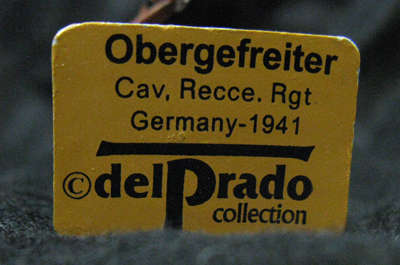 Obergefreiter
Cav, Recce. Rgt
Germany-1941
©delPrado
collection